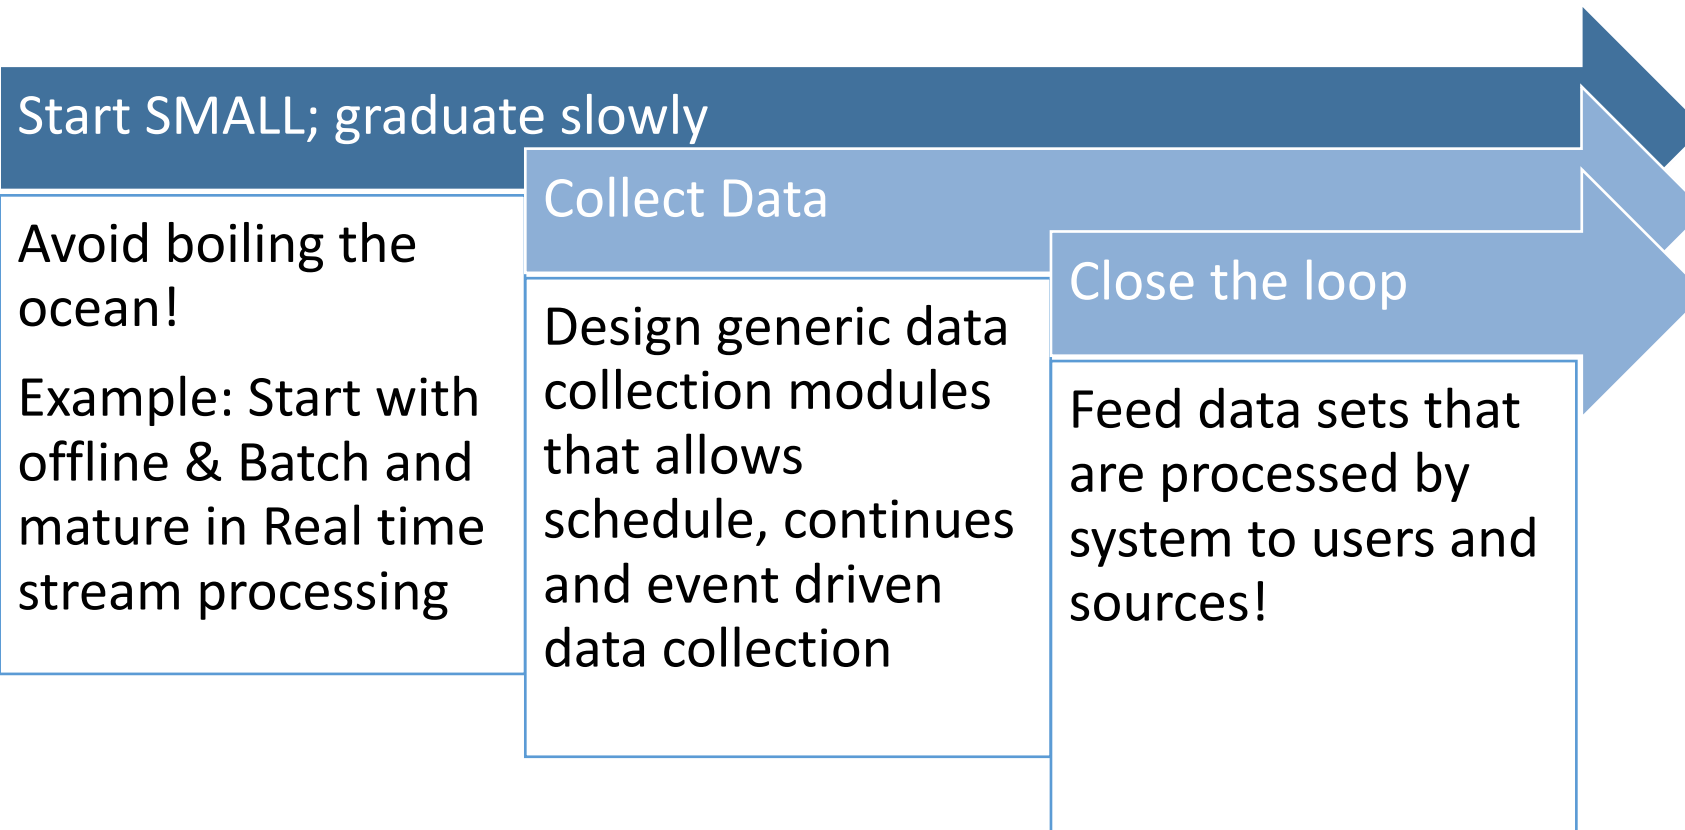 Start SMALL; graduate slowly
Avoid boiling the
ocean!
Example: Start with
offline & Batch and
mature in Real time
stream processing
Collect Data
Design generic data
collection modules
that allows
schedule, continues
and event driven
data collection
Close the loop
Feed data sets that
are processed by
system to users and
sources!